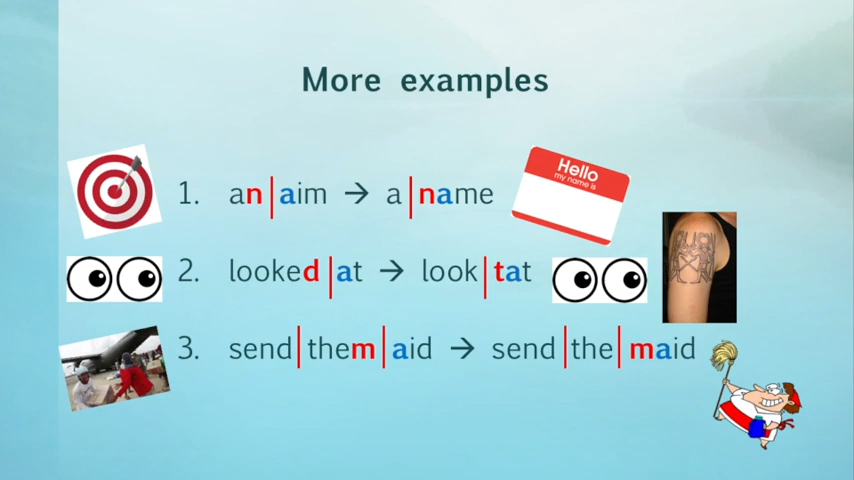 More examples
Hello
my name is
1. an|aim → a|name
2. looked|at → look|tat
3. send|them|aid → send|the|maid